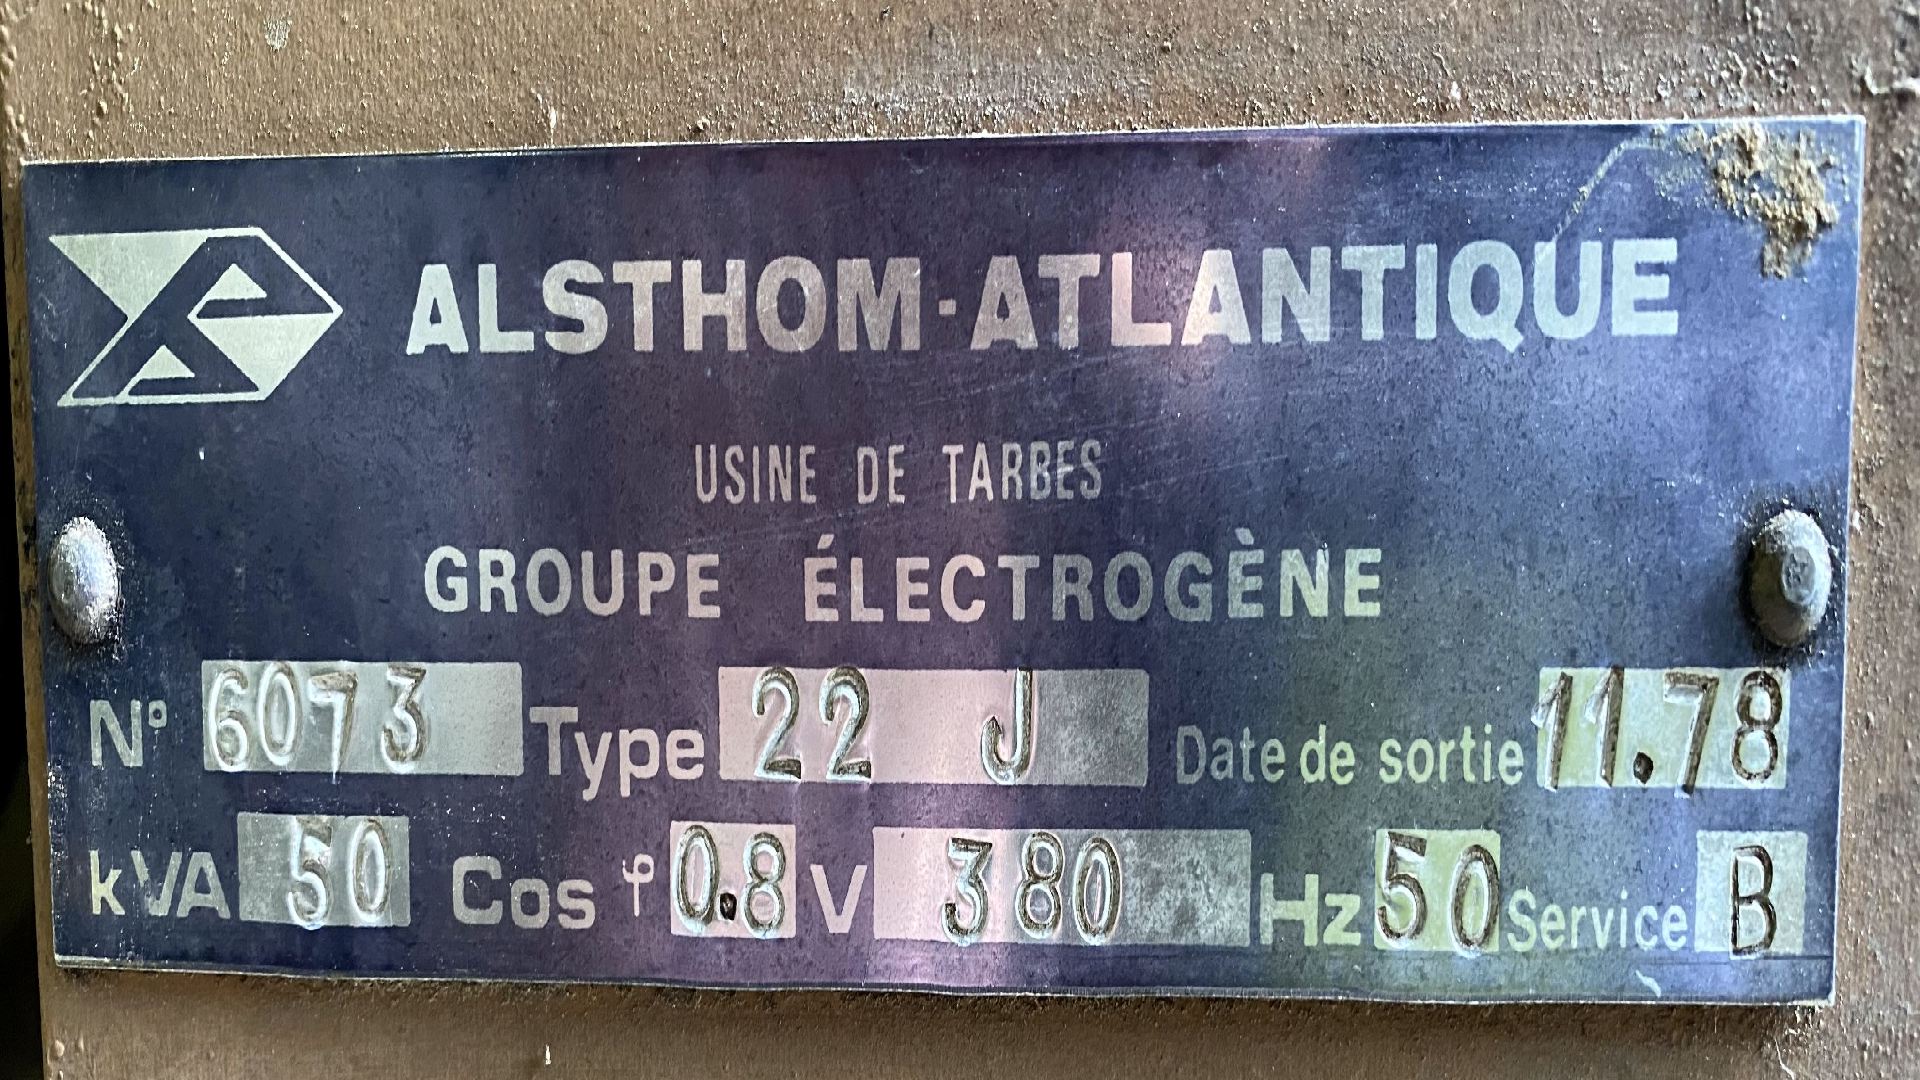 ALSTHOM-ATLANTIQUE
USINE DE TARBES
GROUPE ÉLECTROGÈNE
N° 6073 Type 22 J Date de sortie 11.78
kVA 50 Cos φ 0.8 V 380 Hz 50 Service B